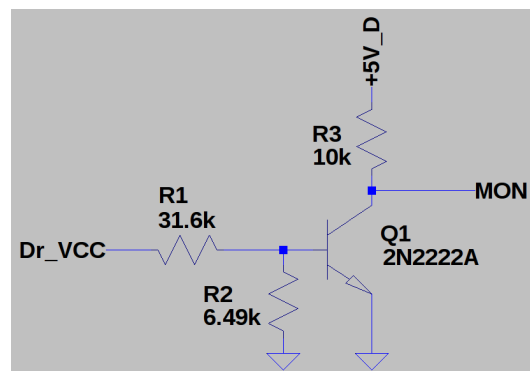 +5V_D
R3
10k
MON
R1
31.6k
Dr_VCC
Q1
2N2222A
R2
6.49k